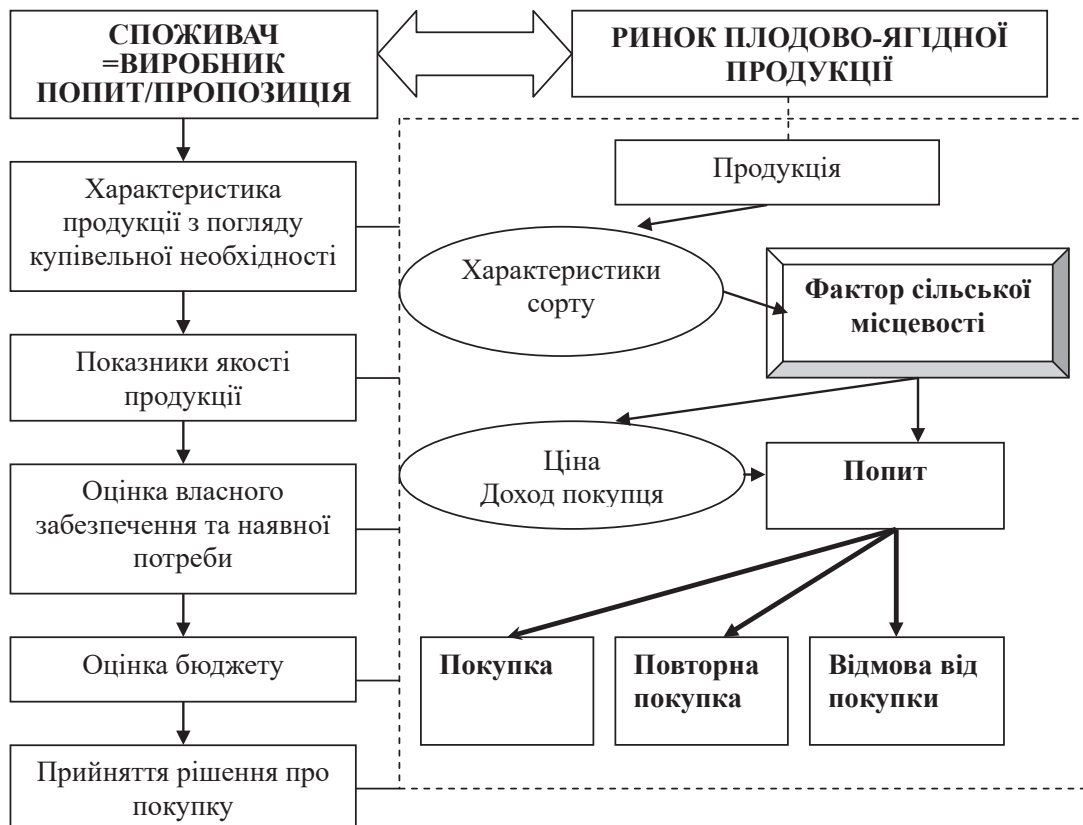 СПОЖИВАЧ
=ВИРОБНИК
ПОПИТ/ПРОПОЗИЦІЯ
РИНОК ПЛОДОВО-ЯГІДНОЇ
ПРОДУКЦІЇ
Характеристика
продукції з погляду
купівельної необхідності
Показники якості
продукції
Оцінка власного
забезпечення та наявної
потреби
Оцінка бюджету
Прийняття рішення про
покупку
Продукція
Характеристики
сорту
Фактор сільської
місцевості
Ціна
Доход покупця
Попит
Покупка
Повторна
покупка
Відмова від
покупки